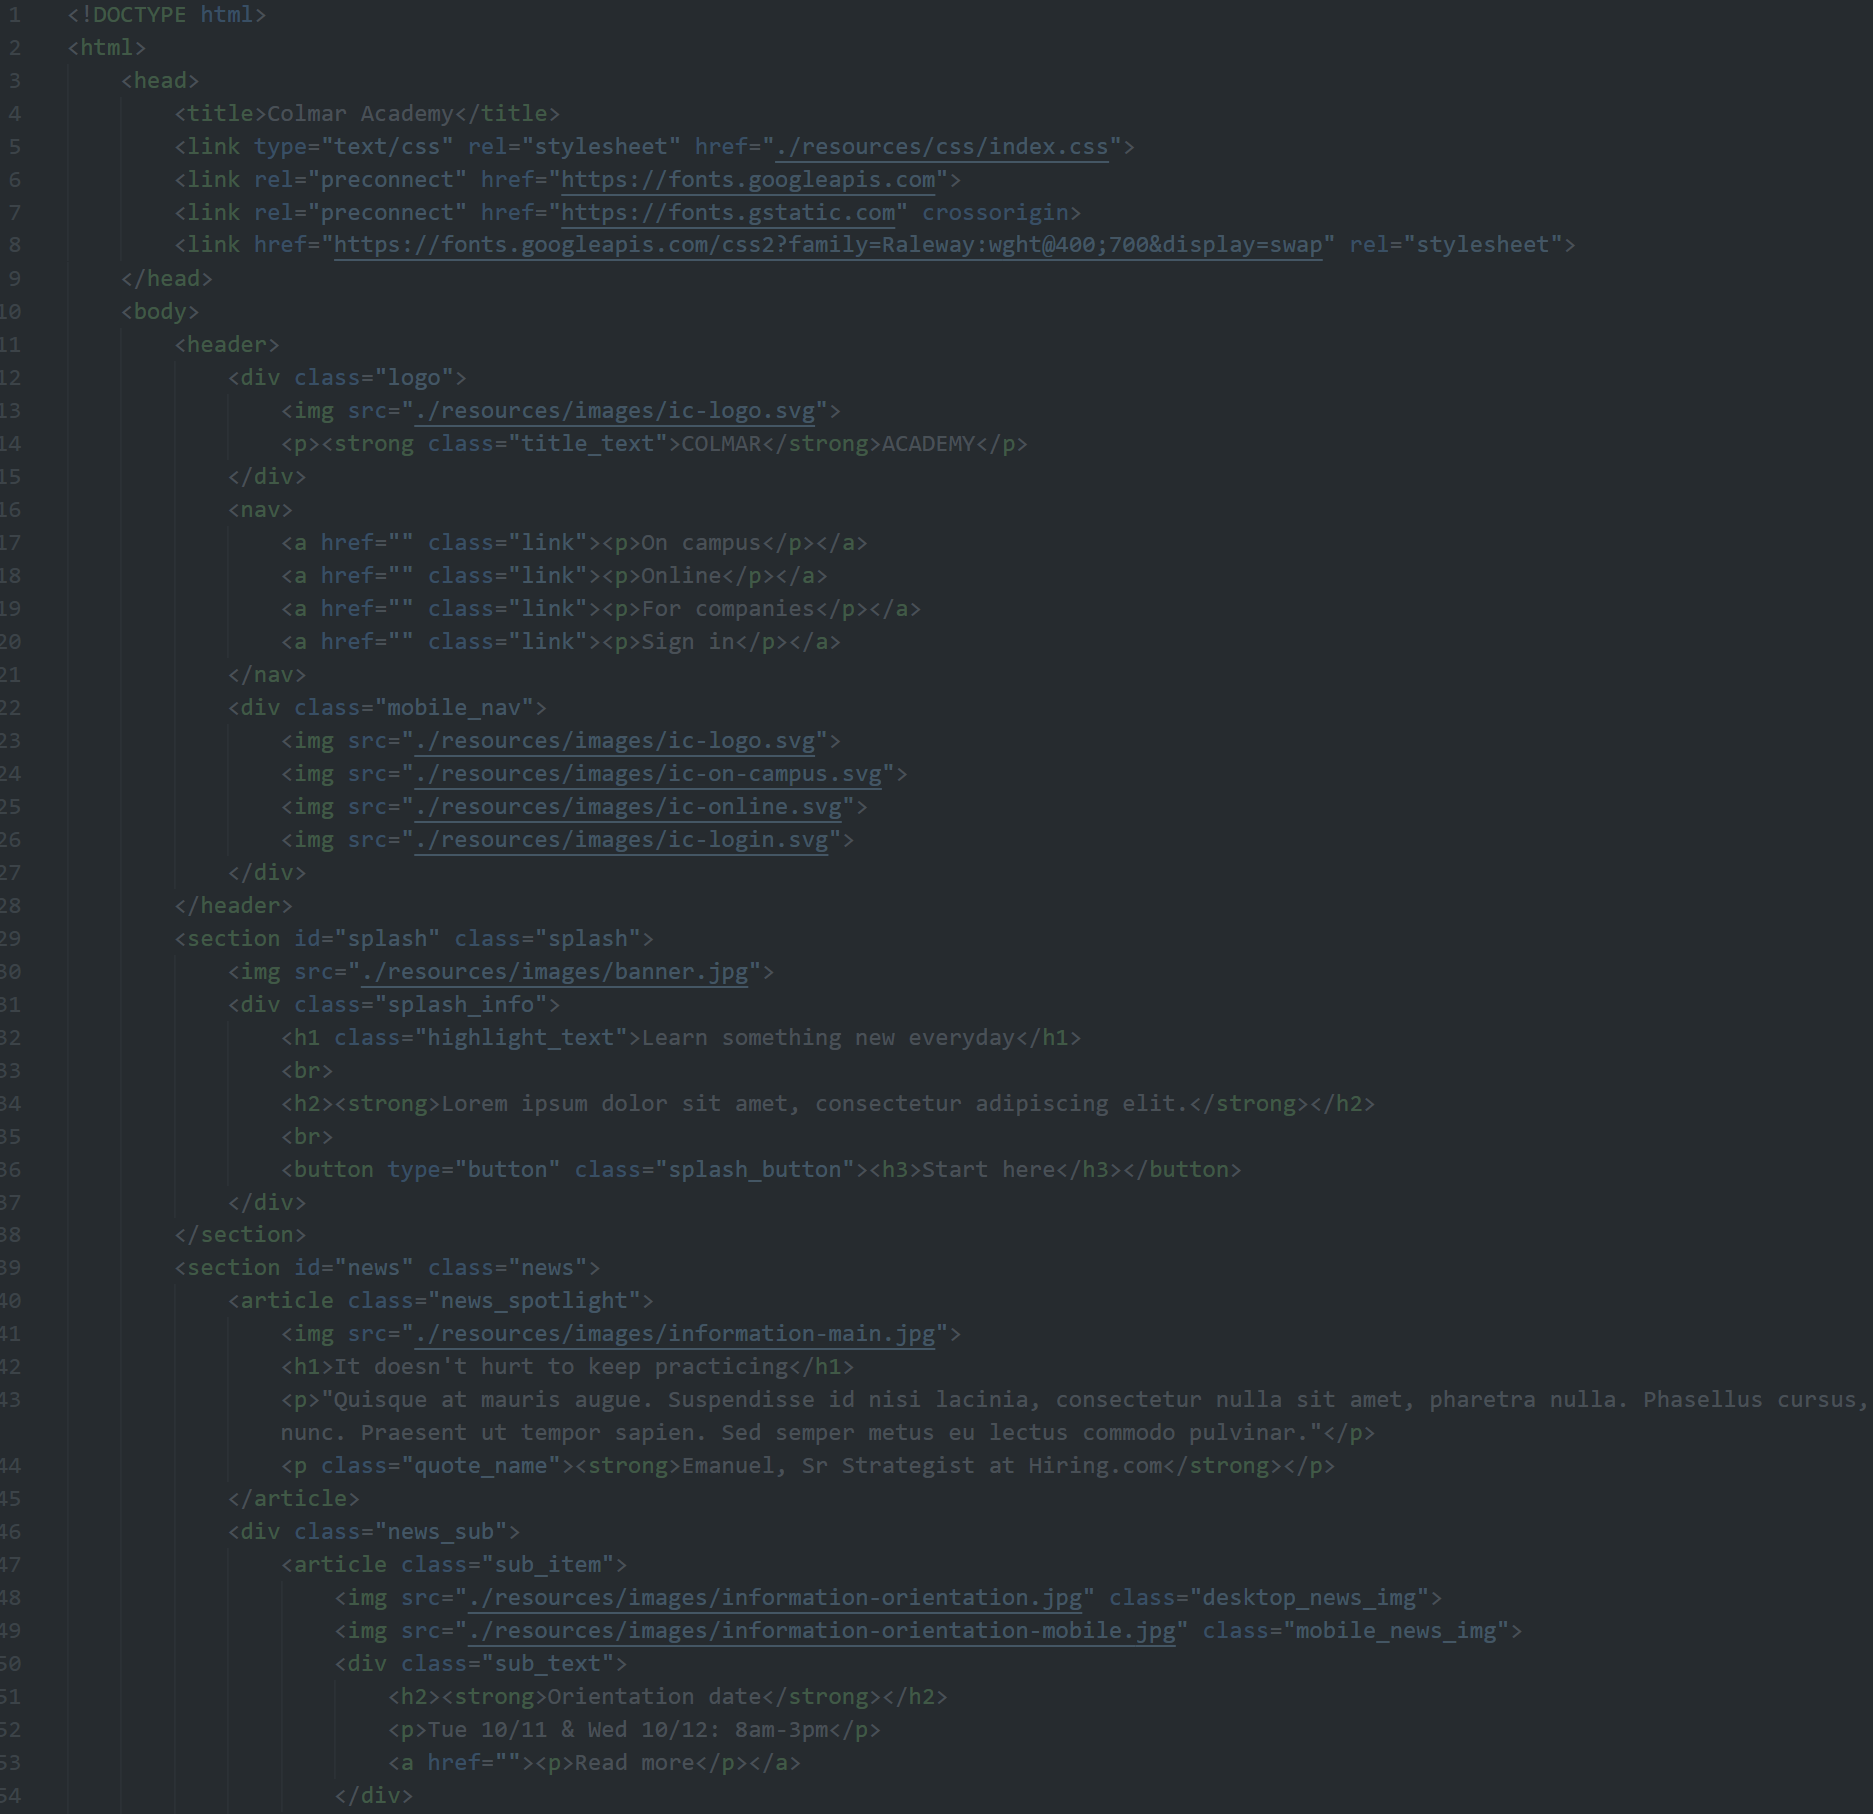 1 <!DOCTYPE html>
2 <html>
3 <head>
4 <title>Colmar Academy</title>
5 <link type="text/css" rel="stylesheet" href="./resources/css/index.css">
6 <link rel="preconnect" href="https://fonts.googleapis.com">
7 <link rel="preconnect" href="https://fonts.gstatic.com" crossorigin>
8 <link href="https://fonts.googleapis.com/css2?family=Raleway:wght@400;700&display=swap" rel="stylesheet">
9 </head>
10 <body>
11 <header>
12 <div class="logo">
13 <img src="./resources/images/ic-logo.svg">
14 <p><strong class="title_text">COLMAR</strong>ACADEMY</p>
15 </div>
16 <nav>
17 <a href="" class="link"><p>On campus</p></a>
18 <a href="" class="link"><p>Online</p></a>
19 <a href="" class="link"><p>For companies</p></a>
20 <a href="" class="link"><p>Sign in</p></a>
21 </nav>
22 <div class="mobile_nav">
23 <img src="./resources/images/ic-logo.svg">
24 <img src="./resources/images/ic-on-campus.svg">
25 <img src="./resources/images/ic-online.svg">
26 <img src="./resources/images/ic-login.svg">
27 </div>
28 </header>
29 <section id="splash" class="splash">
30 <img src="./resources/images/banner.jpg">
31 <div class="splash_info">
32 <h1 class="highlight_text">Learn something new everyday</h1>
33 <br>
34 <h2><strong>Lorem ipsum dolor sit amet, consectetur adipiscing elit.</strong></h2>
35 <br>
36 <button type="button" class="splash_button"><h3>Start here</h3></button>
37 </div>
38 </section>
39 <section id="news" class="news">
40 <article class="news_spotlight">
41 <img src="./resources/images/information-main.jpg">
42 <h1>It doesn't hurt to keep practicing</h1>
43 <p>"Quisque at mauris augue. Suspendisse id nisi lacinia, consectetur nulla sit amet, pharetra nulla. Phasellus cursus,
nunc. Praesent ut tempor sapien. Sed semper metus eu lectus commodo pulvinar."</p>
44 <p class="quote_name"><strong>Emanuel, Sr Strategist at Hiring.com</strong></p>
45 </article>
46 <div class="news_sub">
47 <article class="sub_item">
48 <img src="./resources/images/information-orientation.jpg" class="desktop_news_img">
49 <img src="./resources/images/information-orientation-mobile.jpg" class="mobile_news_img">
50 <div class="sub_text">
51 <h2><strong>Orientation date</strong></h2>
52 <p>Tue 10/11 & Wed 10/12: 8am-3pm</p>
53 <a href=""><p>Read more</p></a>
54 </div>